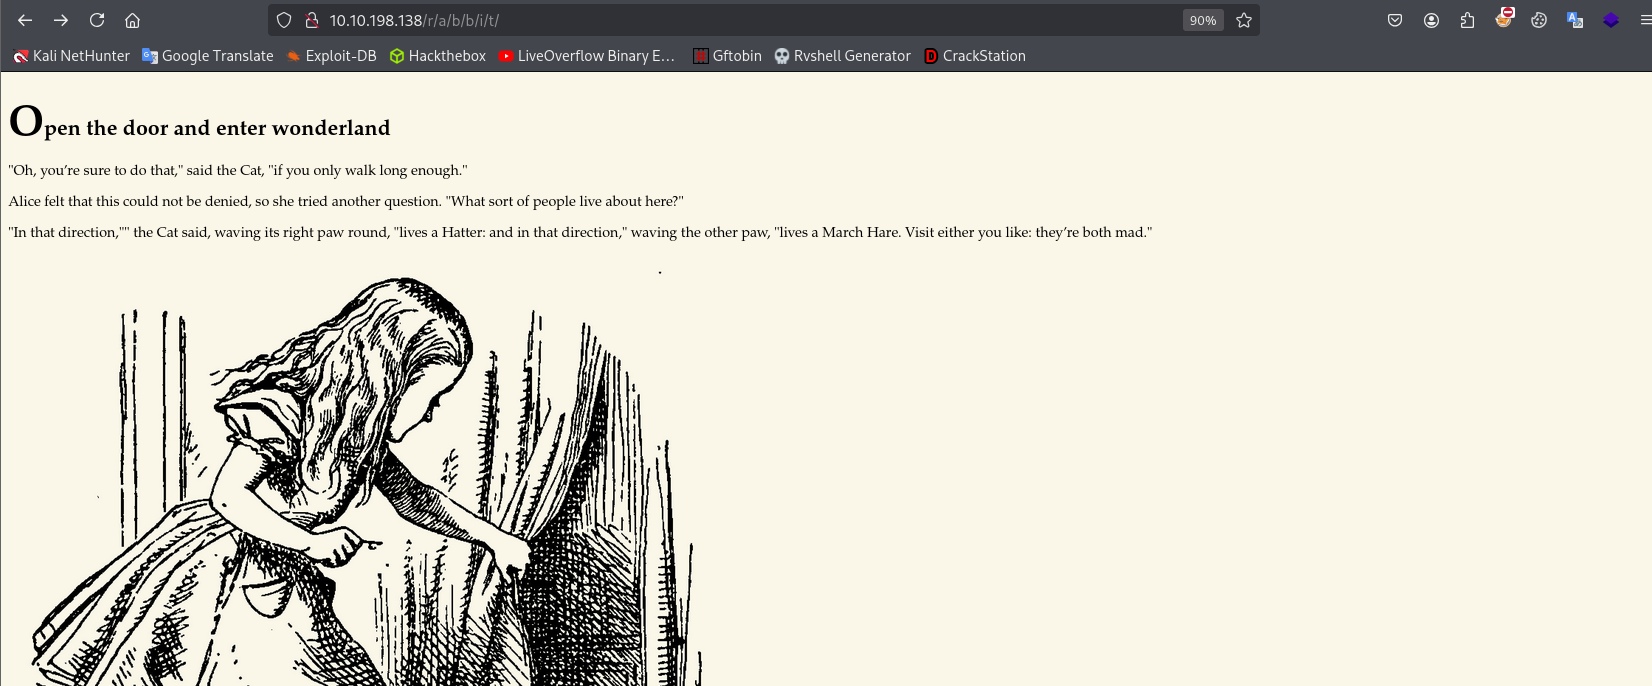 10.10.198.138/r/a/b/b/i/t/
90%
Kali NetHunter Google Translate Exploit-DB Hackthebox LiveOverflow Binary E… Gftobin Rvshell Generator CrackStation
Open the door and enter wonderland
"Oh, you’re sure to do that," said the Cat, "if you only walk long enough."
Alice felt that this could not be denied, so she tried another question. "What sort of people live about here?"
"In that direction,"" the Cat said, waving its right paw round, "lives a Hatter: and in that direction," waving the other paw, "lives a March Hare. Visit either you like: they’re both mad."